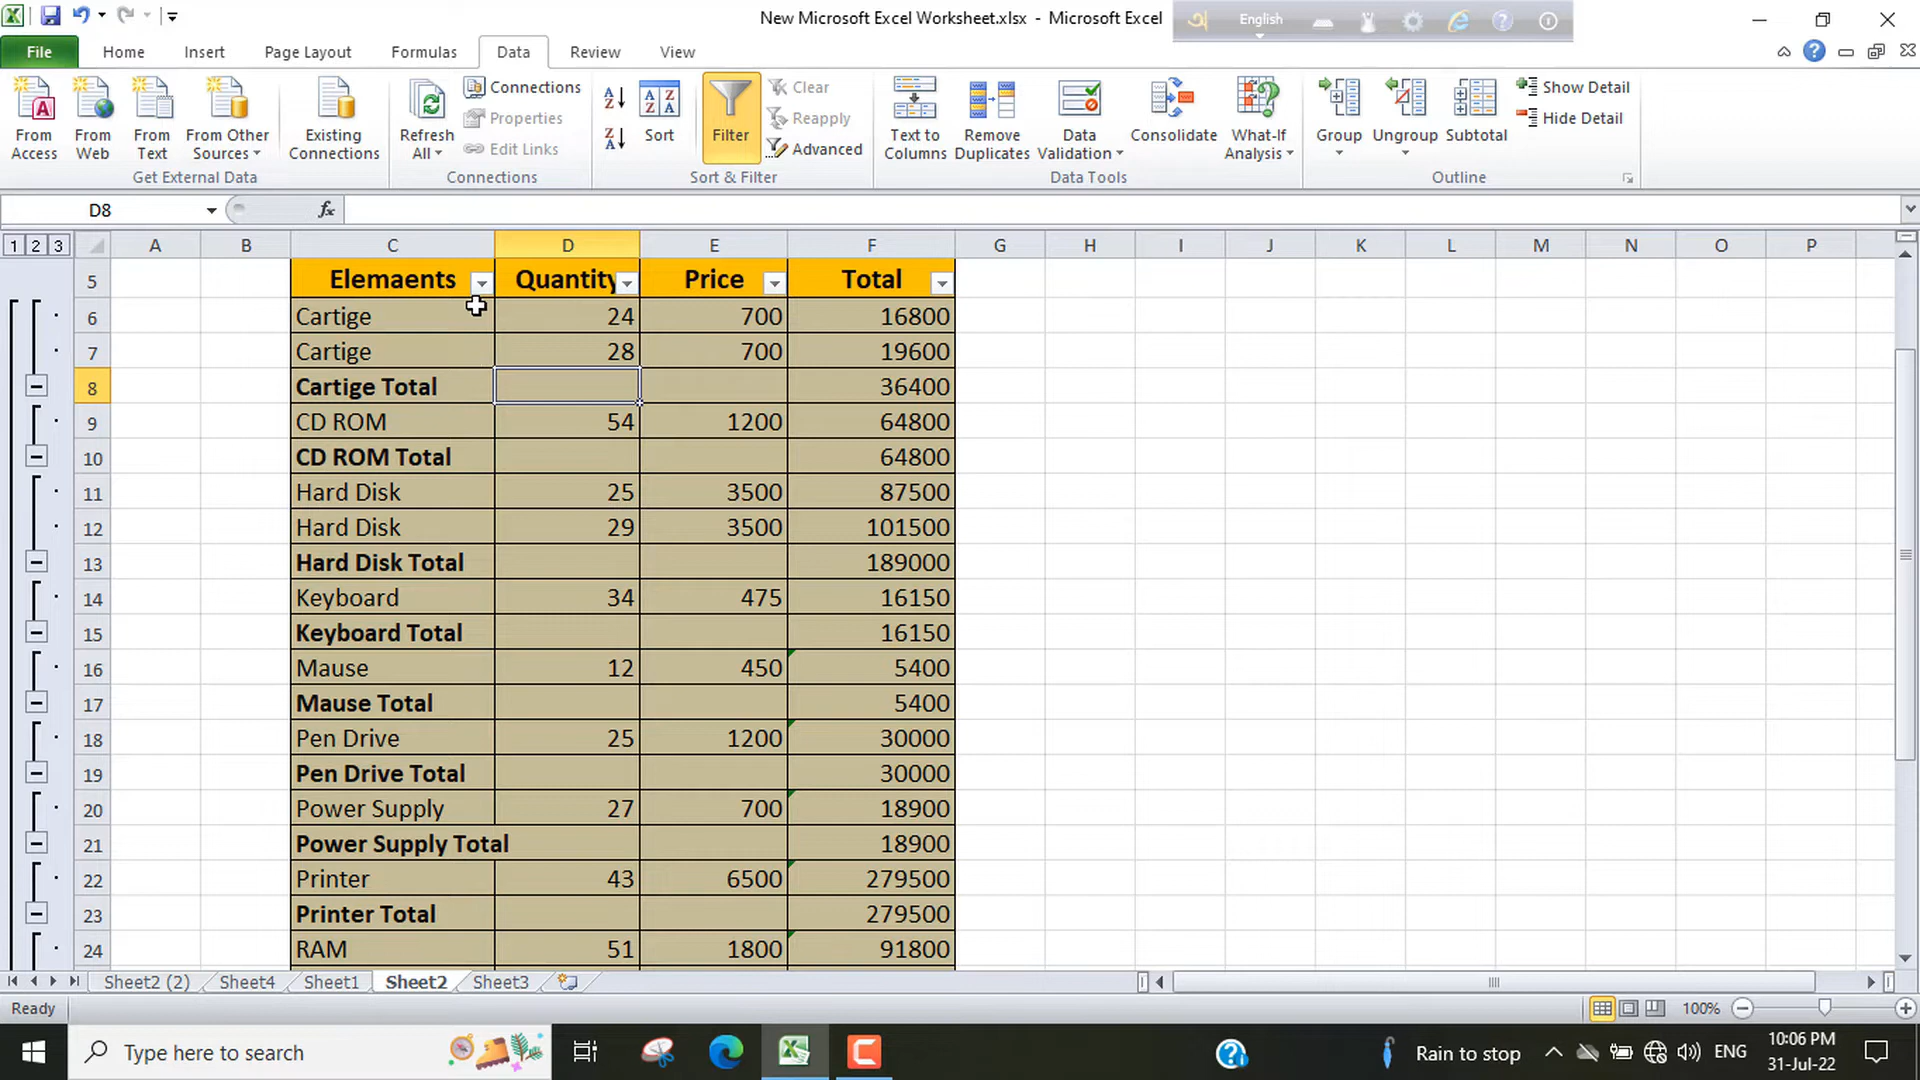 New Microsoft Excel Worksheet.xlsx - Microsoft Excel
English
File Home Insert Page Layout Formulas Data Review View
From Access
From Web
From Text
From Other Sources
Existing Connections
Get External Data
Refresh All
Connections
Properties
Edit Links
Connections
Sort
Filter
Clear
Reapply
Advanced
Sort & Filter
Text to Columns
Remove Duplicates
Data Validation
Consolidate
What-If Analysis
Data Tools
Group
Ungroup
Subtotal
Show Detail
Hide Detail
Outline
D8 fx
1 2 3 A B C D E F G H I J K L M N O P
5 Elemaents Quantity Price Total
6 Cartige 24 700 16800
7 Cartige 28 700 19600
8 Cartige Total 36400
9 CD ROM 54 1200 64800
10 CD ROM Total 64800
11 Hard Disk 25 3500 87500
12 Hard Disk 29 3500 101500
13 Hard Disk Total 189000
14 Keyboard 34 475 16150
15 Keyboard Total 16150
16 Mause 12 450 5400
17 Mause Total 5400
18 Pen Drive 25 1200 30000
19 Pen Drive Total 30000
20 Power Supply 27 700 18900
21 Power Supply Total 18900
22 Printer 43 6500 279500
23 Printer Total 279500
24 RAM 51 1800 91800
Sheet2 (2) Sheet4 Sheet1 Sheet2 Sheet3
Ready 100%
Type here to search Rain to stop ENG
10:06 PM
31-Jul-22